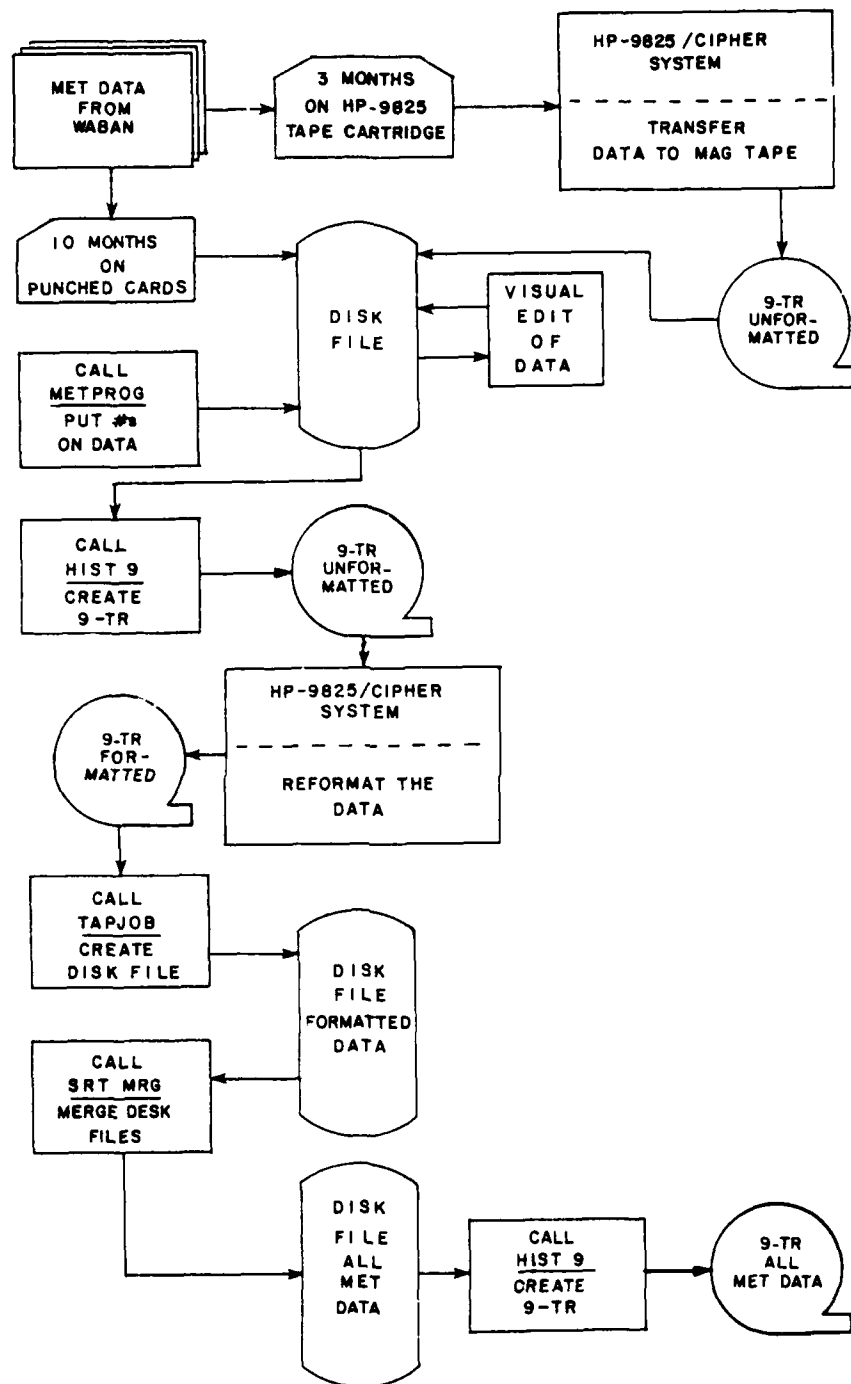 MET DATA
FROM
WABAN
3 MONTHS
ON HP-9825
TAPE CARTRIDGE
HP-9825/CIPHER
SYSTEM
TRANSFER
DATA TO MAG TAPE
10 MONTHS
ON
PUNCHED CARDS
DISK
FILE
VISUAL
EDIT
OF
DATA
9-TR
UNFOR-
MATTED
CALL
METPROG
PUT #s
ON DATA
CALL
HIST 9
CREATE
9-TR
9-TR
UNFOR-
MATTED
HP-9825/CIPHER
SYSTEM
REFORMAT THE
DATA
9-TR
FOR-
MATTED
CALL
TAPJOB
CREATE
DISK FILE
DISK
FILE
FORMATTED
DATA
CALL
SRT MRG
MERGE DESK
FILES
DISK
FILE
ALL
MET
DATA
CALL
HIST 9
CREATE
9-TR
9-TR
ALL
MET DATA